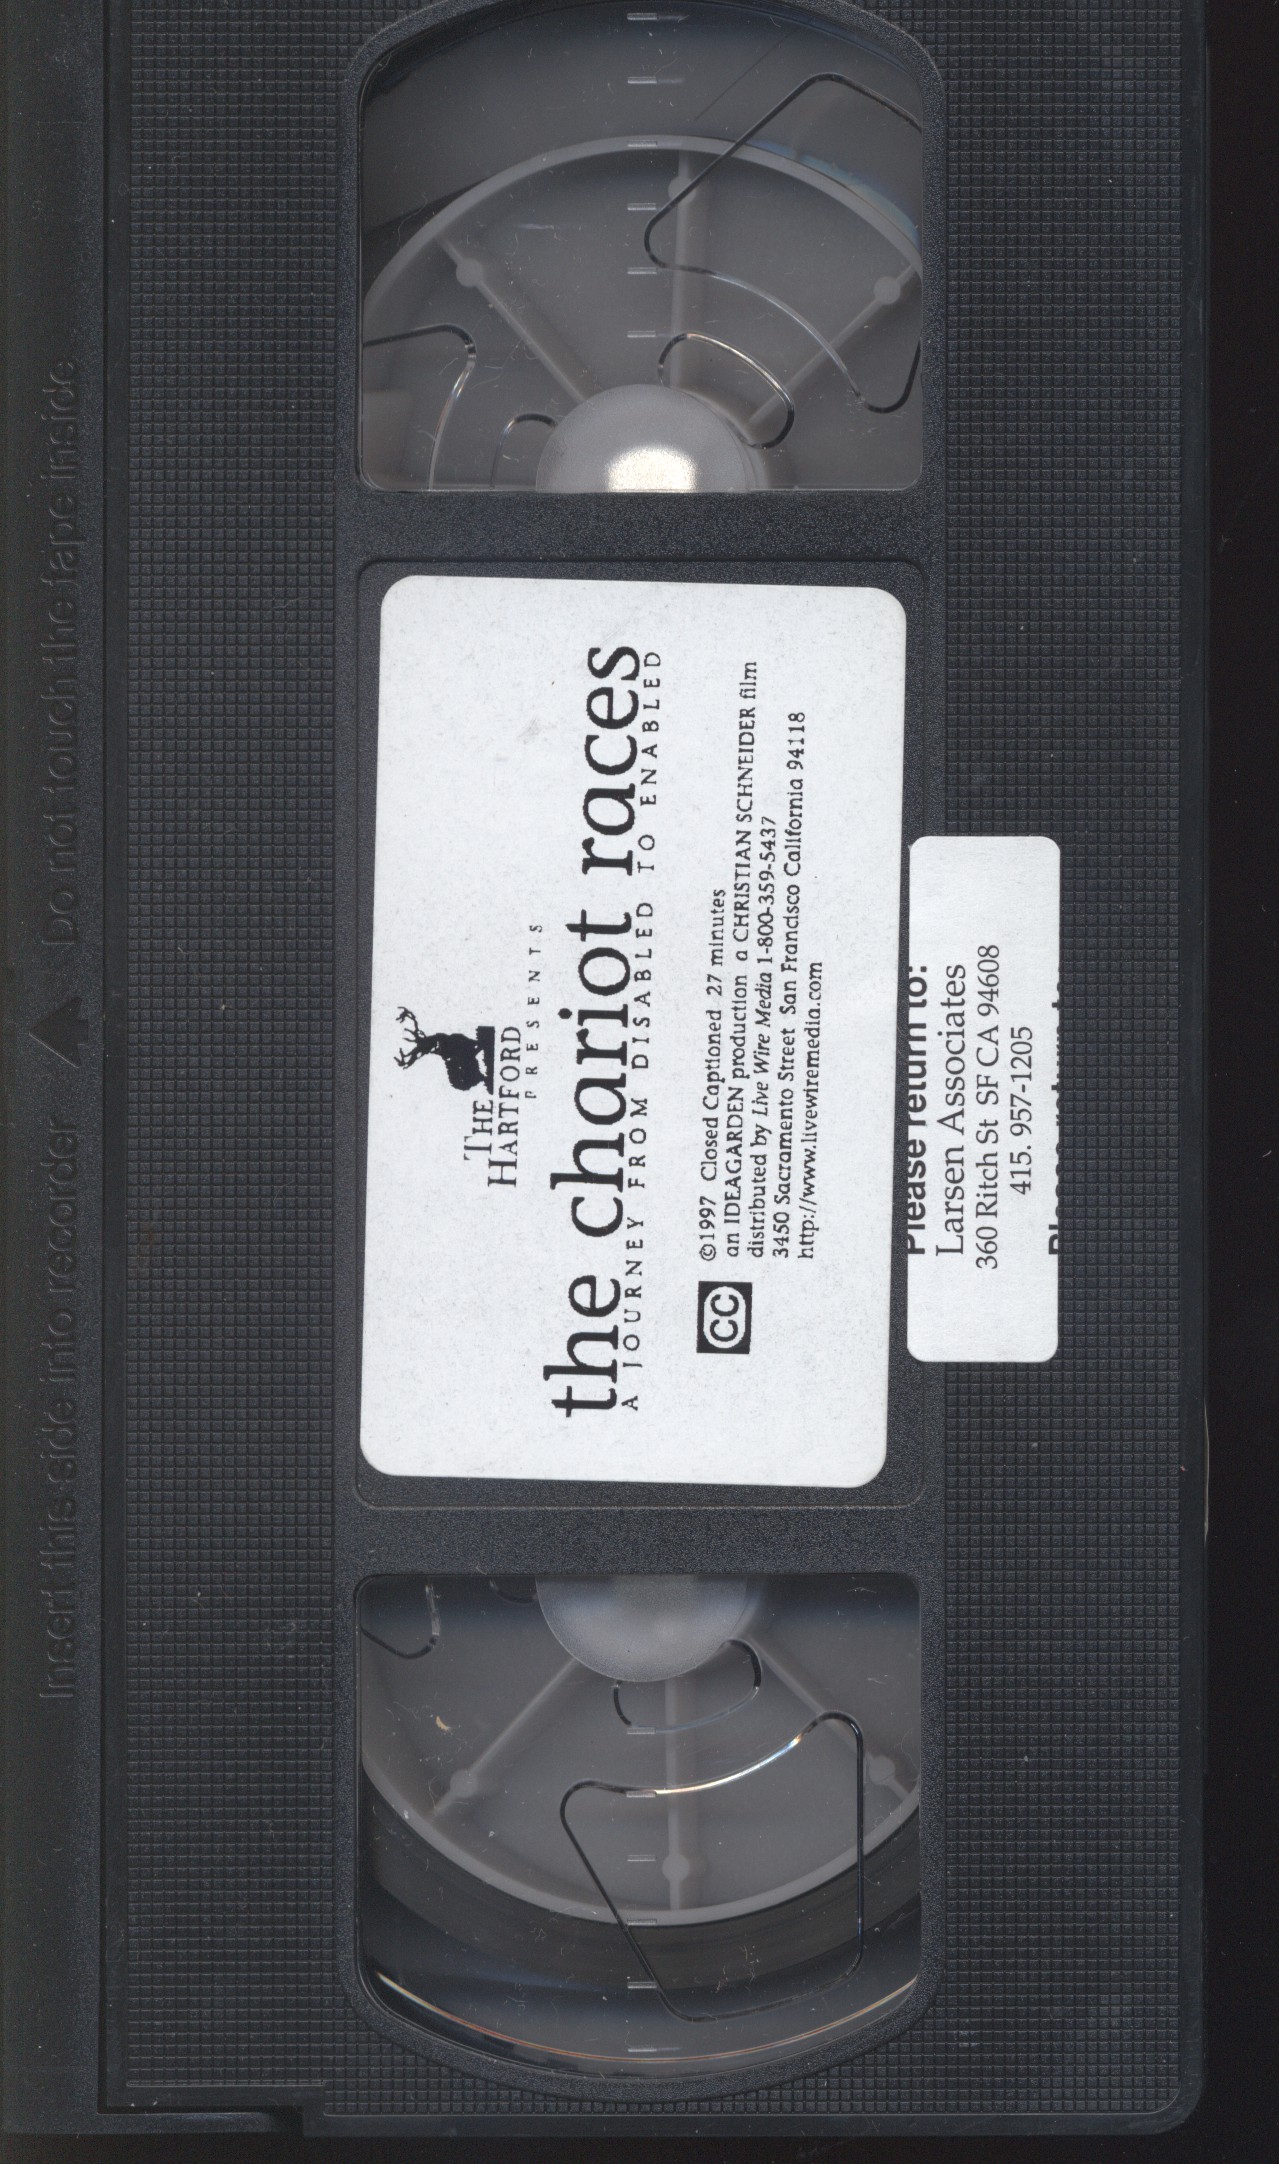 Insert this side into recorder Do not touch the tape inside
THE
HARTFORD
PRESENTS
the chariot races
A JOURNEY FROM DISABLED TO ENABLED
CC
©1997 Closed Captioned 27 minutes
an IDEAGARDEN production a CHRISTIAN SCHNEIDER film
distributed by Live Wire Media 1-800-359-5437
3450 Sacramento Street San Francisco California 94118
http://www.livewiremedia.com
Please return to:
Larsen Associates
360 Ritch St SF CA 94608
415. 957-1205
Please return to